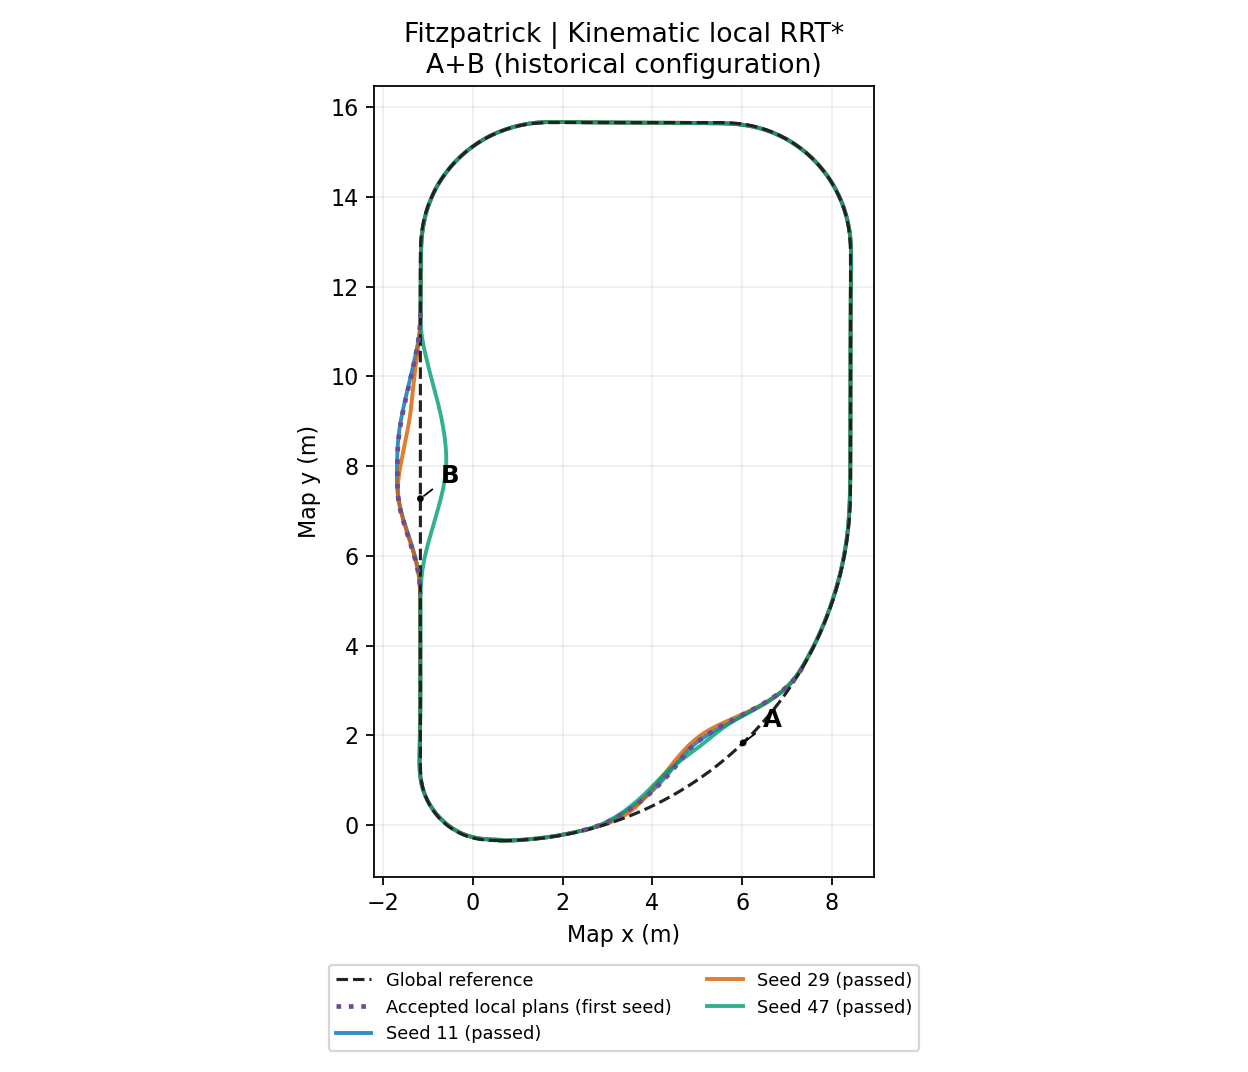 Fitzpatrick | Kinematic local RRT*
A+B (historical configuration)
16
14
12
10
8
6
4
2
0
Map y (m)
B
A
−2 0 2 4 6 8
Map x (m)
Global reference
Accepted local plans (first seed)
Seed 11 (passed)
Seed 29 (passed)
Seed 47 (passed)